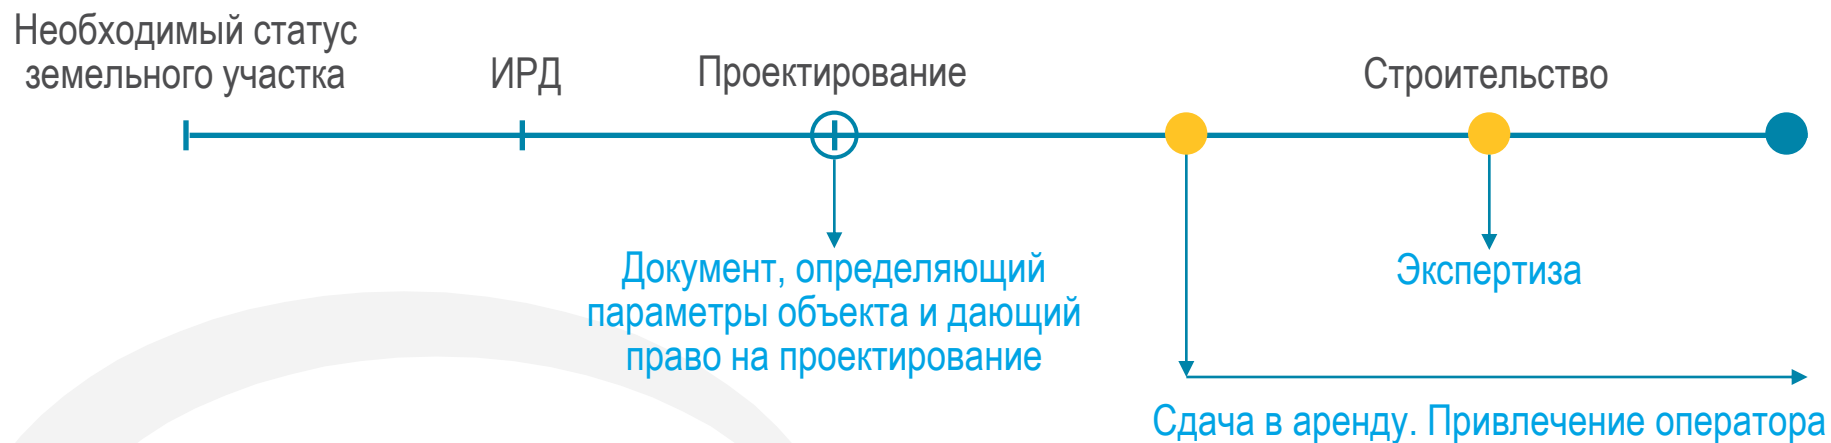 Необходимый статус
земельного участка
ИРД
Проектирование
Строительство
Документ, определяющий
параметры объекта и дающий
право на проектирование
Экспертиза
Сдача в аренду. Привлечение оператора